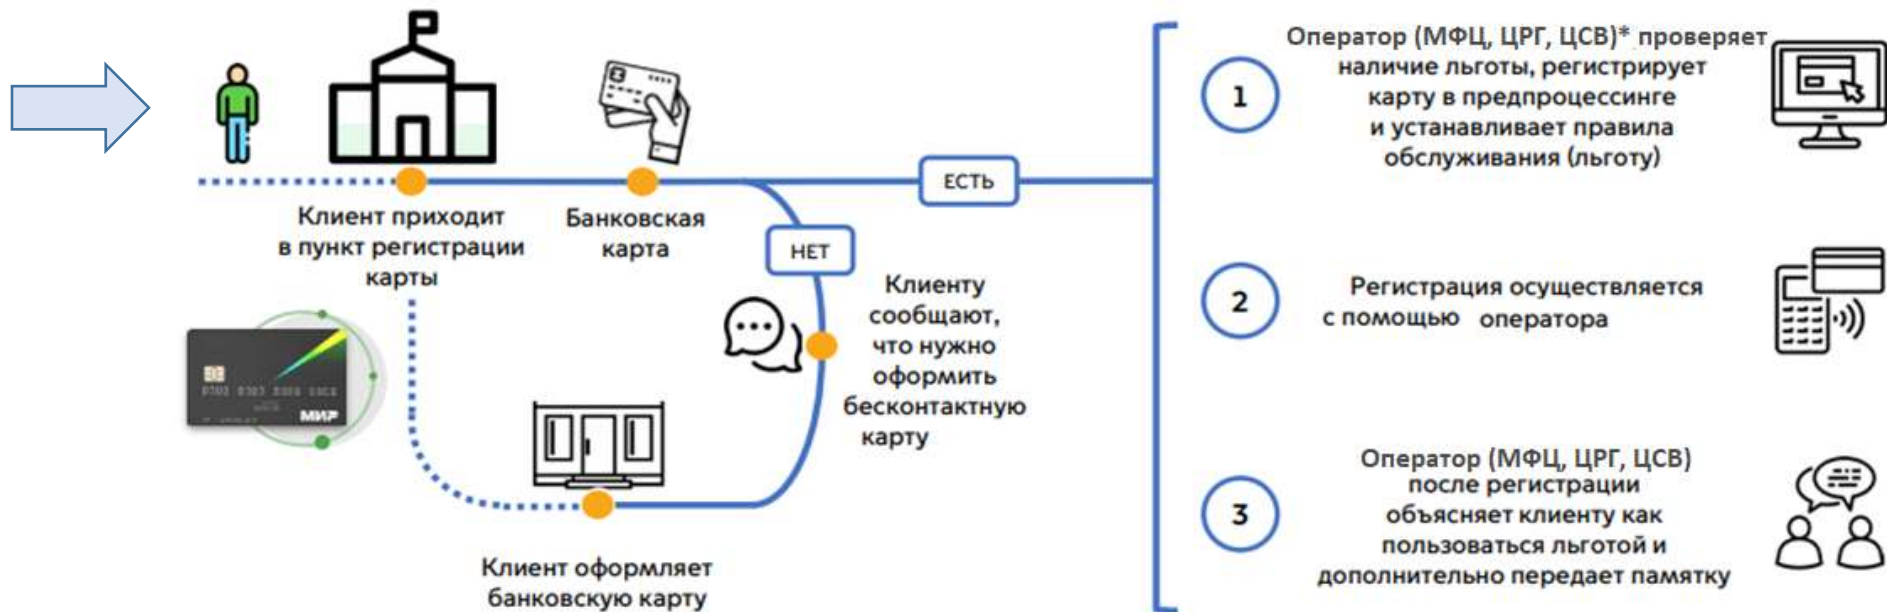 Клиент приходит
в пункт регистрации
карты
Банковская
карта
ЕСТЬ
НЕТ
Клиенту
сообщают,
что нужно
оформить
бесконтактную
карту
МИР
Клиент оформляет
банковскую карту
1
Оператор (МФЦ, ЦРГ, ЦСВ)* проверяет
наличие льготы, регистрирует
карту в предпроцессинге
и устанавливает правила
обслуживания (льготу)
2
Регистрация осуществляется
с помощью оператора
3
Оператор (МФЦ, ЦРГ, ЦСВ)
после регистрации
объясняет клиенту как
пользоваться льготой и
дополнительно передает памятку